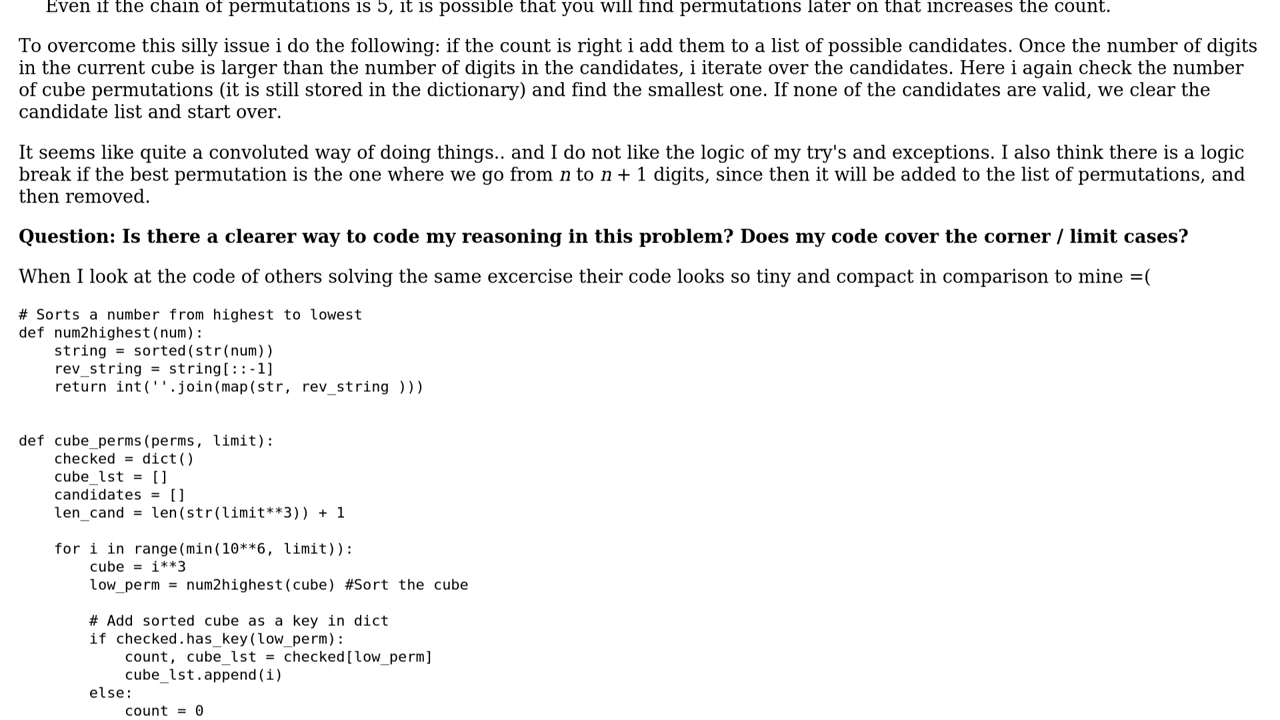 Even if the chain of permutations is 5, it is possible that you will find permutations later on that increases the count.
To overcome this silly issue i do the following: if the count is right i add them to a list of possible candidates. Once the number of digits
in the current cube is larger than the number of digits in the candidates, i iterate over the candidates. Here i again check the number
of cube permutations (it is still stored in the dictionary) and find the smallest one. If none of the candidates are valid, we clear the
candidate list and start over.
It seems like quite a convoluted way of doing things.. and I do not like the logic of my try's and exceptions. I also think there is a logic
break if the best permutation is the one where we go from n to n + 1 digits, since then it will be added to the list of permutations, and
then removed.
Question: Is there a clearer way to code my reasoning in this problem? Does my code cover the corner / limit cases?
When I look at the code of others solving the same excercise their code looks so tiny and compact in comparison to mine =(
# Sorts a number from highest to lowest
def num2highest(num):
    string = sorted(str(num))
    rev_string = string[::-1]
    return int(''.join(map(str, rev_string )))
def cube_perms(perms, limit):
    checked = dict()
    cube_lst = []
    candidates = []
    len_cand = len(str(limit**3)) + 1
    for i in range(min(10**6, limit)):
        cube = i**3
        low_perm = num2highest(cube) #Sort the cube
        # Add sorted cube as a key in dict
        if checked.has_key(low_perm):
            count, cube_lst = checked[low_perm]
            cube_lst.append(i)
        else:
            count = 0